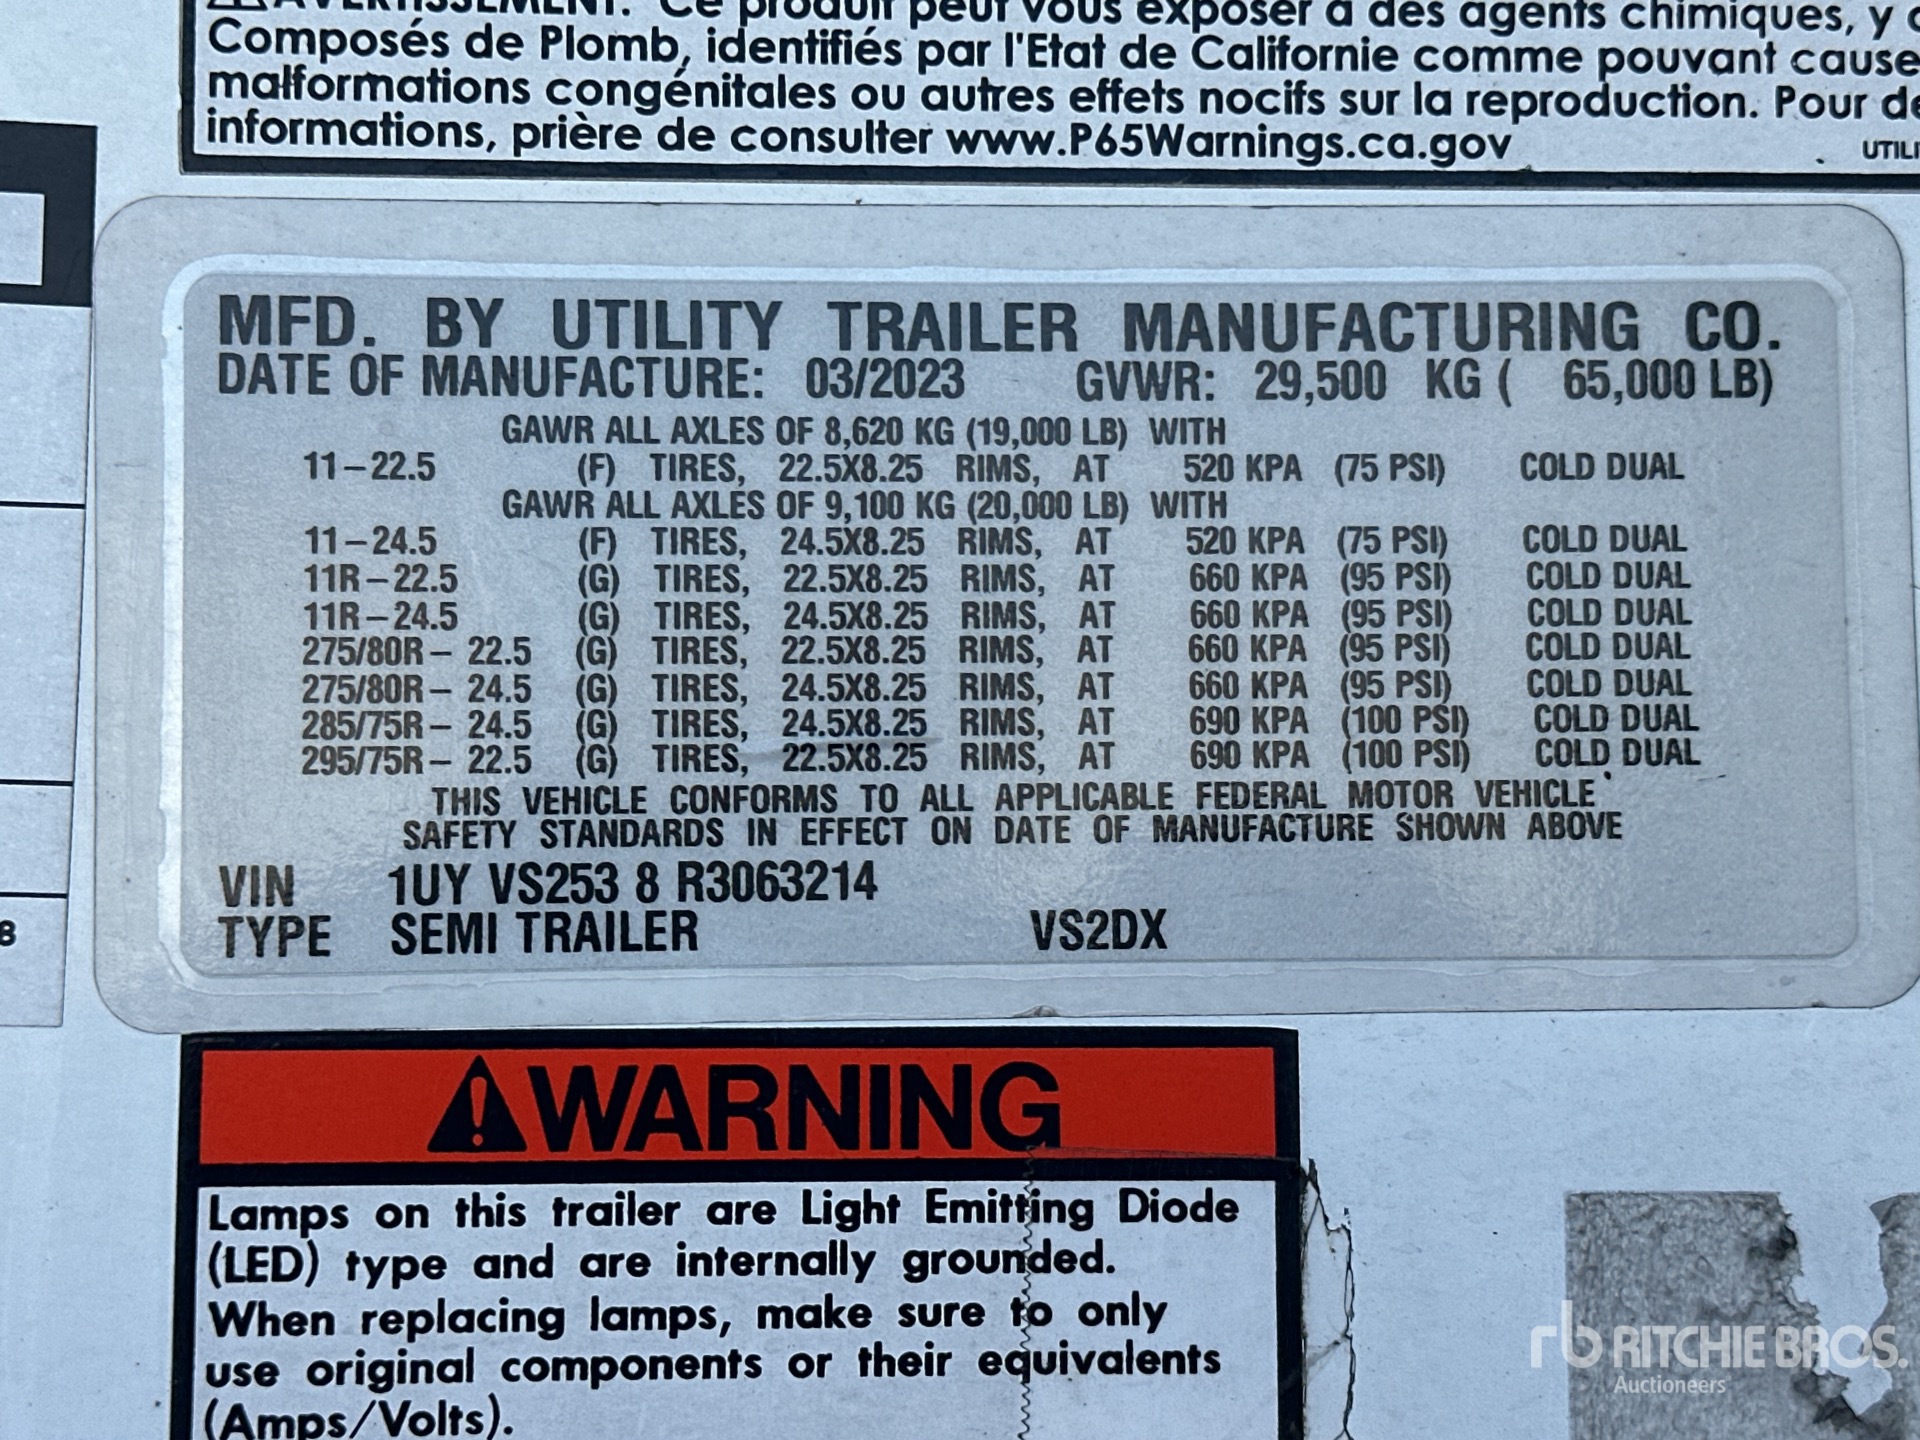 AVERTISSEMENT: Ce produit peut vous exposer à des agents chimiques, y
Composés de Plomb, identifiés par l'Etat de Californie comme pouvant cause
malformations congénitales ou autres effets nocifs sur la reproduction. Pour de
informations, prière de consulter www.P65Warnings.ca.gov
UTILI
MFD. BY UTILITY TRAILER MANUFACTURING CO.
DATE OF MANUFACTURE: 03/2023 GVWR: 29,500 KG ( 65,000 LB)
GAWR ALL AXLES OF 8,620 KG (19,000 LB) WITH
11-22.5 (F) TIRES, 22.5X8.25 RIMS, AT 520 KPA (75 PSI) COLD DUAL
GAWR ALL AXLES OF 9,100 KG (20,000 LB) WITH
11-24.5 (F) TIRES, 24.5X8.25 RIMS, AT 520 KPA (75 PSI) COLD DUAL
11R-22.5 (G) TIRES, 22.5X8.25 RIMS, AT 660 KPA (95 PSI) COLD DUAL
11R-24.5 (G) TIRES, 24.5X8.25 RIMS, AT 660 KPA (95 PSI) COLD DUAL
275/80R- 22.5 (G) TIRES, 22.5X8.25 RIMS, AT 660 KPA (95 PSI) COLD DUAL
275/80R- 24.5 (G) TIRES, 24.5X8.25 RIMS, AT 660 KPA (95 PSI) COLD DUAL
285/75R- 24.5 (G) TIRES, 24.5X8.25 RIMS, AT 690 KPA (100 PSI) COLD DUAL
295/75R- 22.5 (G) TIRES, 22.5X8.25 RIMS, AT 690 KPA (100 PSI) COLD DUAL
THIS VEHICLE CONFORMS TO ALL APPLICABLE FEDERAL MOTOR VEHICLE
SAFETY STANDARDS IN EFFECT ON DATE OF MANUFACTURE SHOWN ABOVE
VIN 1UY VS253 8 R3063214
8
TYPE SEMI TRAILER VS2DX
WARNING
Lamps on this trailer are Light Emitting Diode
(LED) type and are internally grounded.
When replacing lamps, make sure to only
use original components or their equivalents
(Amps/Volts).
rb RITCHIE BROS.
Auctioneers